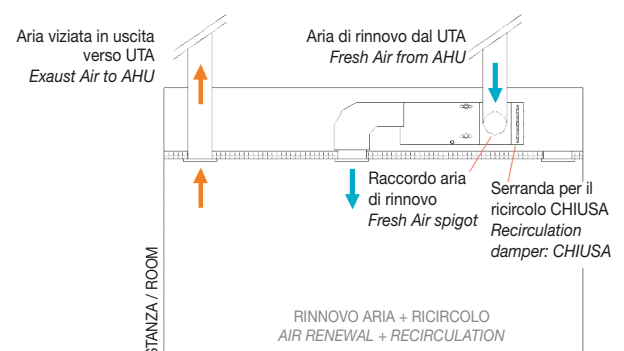 Aria viziata in uscita
verso UTA
Exaust Air to AHU
Aria di rinnovo dal UTA
Fresh Air from AHU
Raccordo aria
di rinnovo
Fresh Air spigot
Serranda per il
ricircolo CHIUSA
Recirculation
damper: CHIUSA
STANZA / ROOM
RINNOVO ARIA + RICIRCOLO
AIR RENEWAL + RECIRCULATION